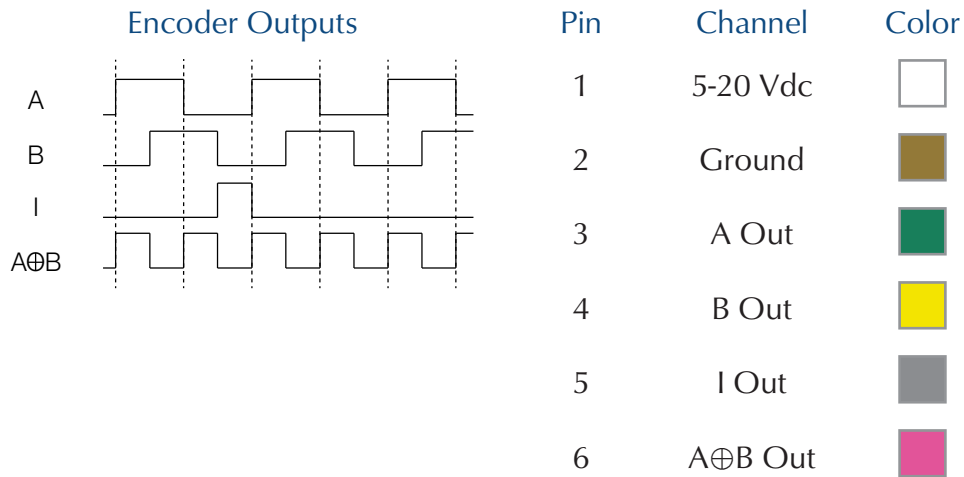 Encoder Outputs
A
B
I
A⊕B
Pin Channel Color
1 5-20 Vdc
2 Ground
3 A Out
4 B Out
5 I Out
6 A⊕B Out